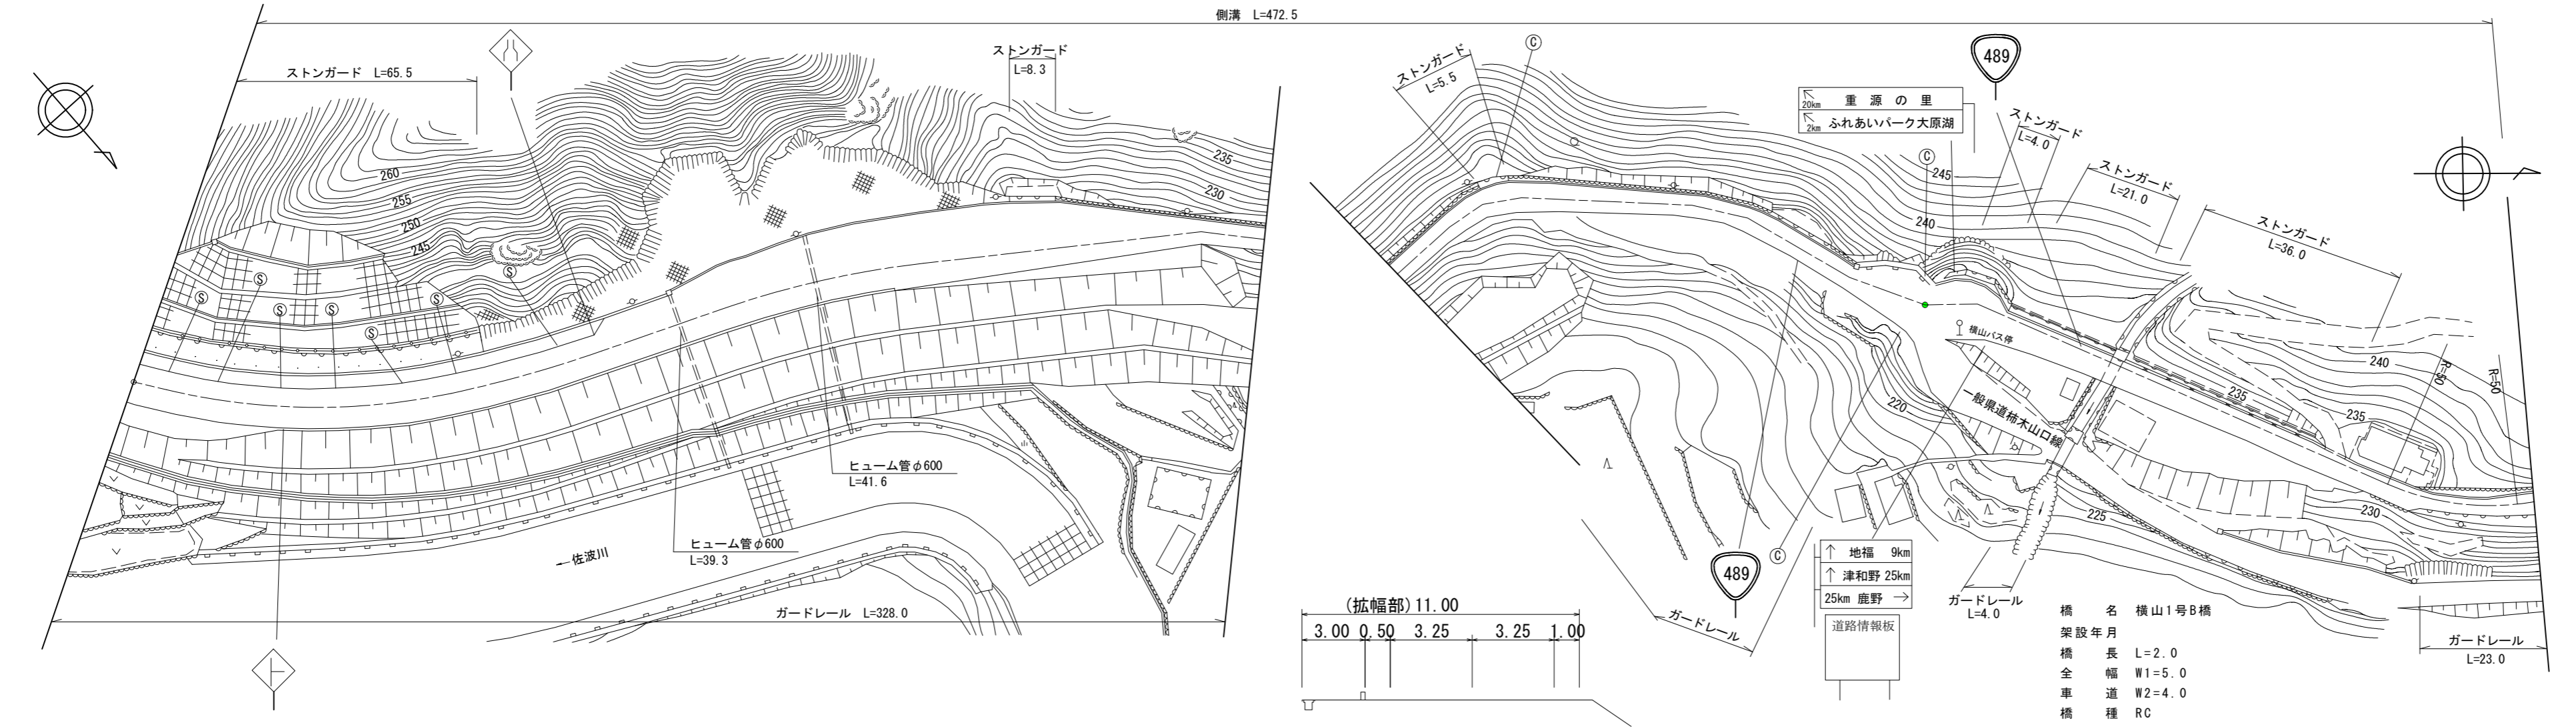 側溝 L=472.5
ストンガード L=65.5
ストンガード
L=8.3
ストンガード
L=5.5
Ⓒ
489
20km 重源の里
2km ふれあいパーク大原湖
ストンガード
L=4.0
Ⓒ
ストンガード
L=21.0
ストンガード
L=36.0
260
255
250
245
235
230
245
240
Ⓢ
Ⓢ
Ⓢ
Ⓢ
Ⓢ
Ⓢ
Ⓢ
横山バス停
240
235
235
R=50
R=50
一般県道柿木山口線
220
225
230
ヒューム管φ600
L=41.6
ヒューム管φ600
L=39.3
←佐波川
ガードレール L=328.0
Ⓒ
489
ガードレール
↑ 地福 9km
↑ 津和野 25km
25km 鹿野 →
道路情報板
ガードレール
L=4.0
(拡幅部)11.00
3.00 0.50 3.25 3.25 1.00
橋名 横山1号B橋
架設年月
橋長 L=2.0
全幅 W1=5.0
車道 W2=4.0
橋種 RC
ガードレール
L=23.0